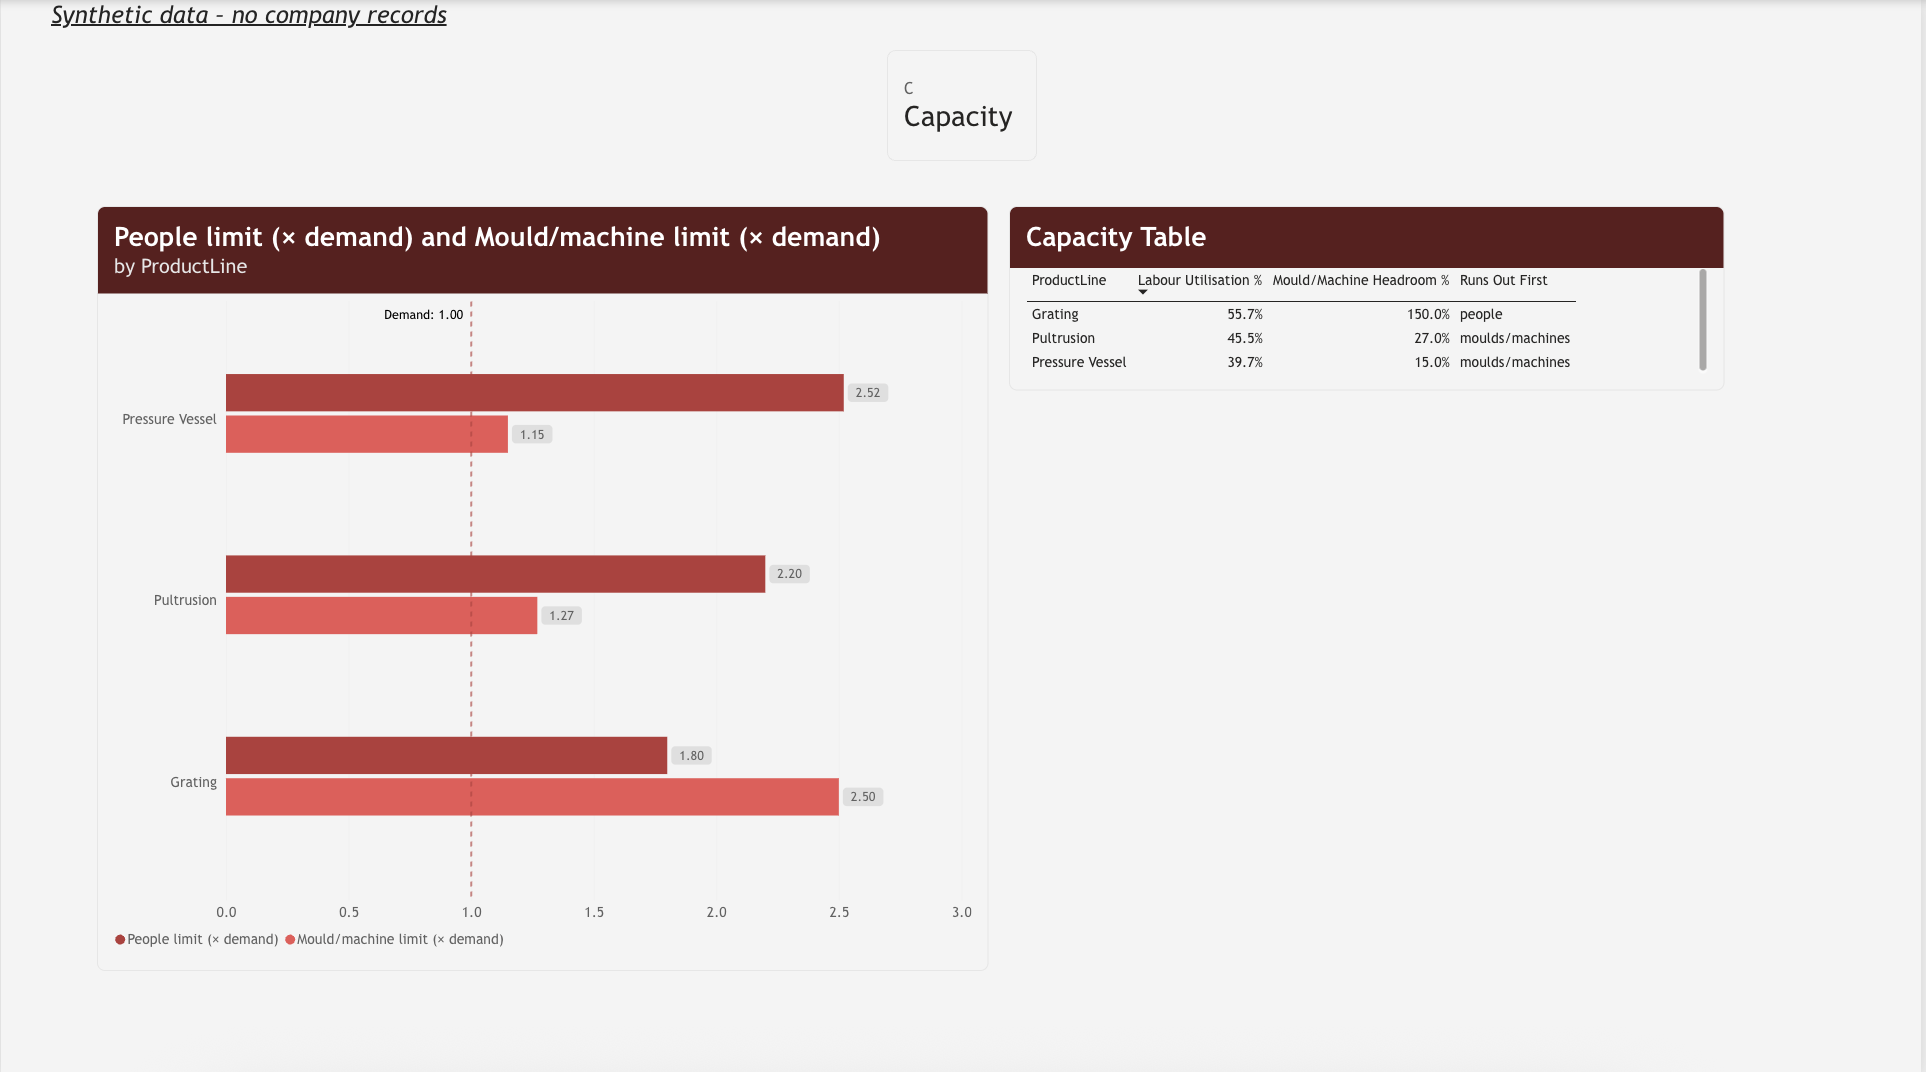 Synthetic data - no company records
C
Capacity
People limit (× demand) and Mould/machine limit (× demand)
by ProductLine
Demand: 1.00
Pressure Vessel
2.52
1.15
Pultrusion
2.20
1.27
Grating
1.80
2.50
0.0 0.5 1.0 1.5 2.0 2.5 3.0
People limit (× demand) Mould/machine limit (× demand)
Capacity Table
ProductLine Labour Utilisation % Mould/Machine Headroom % Runs Out First
Grating 55.7% 150.0% people
Pultrusion 45.5% 27.0% moulds/machines
Pressure Vessel 39.7% 15.0% moulds/machines